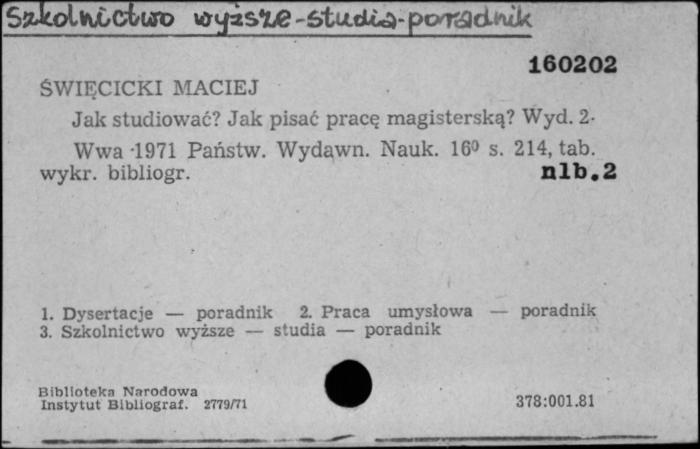 Szkolnictwo wyższe-studia-poradnik
160202
ŚWIĘCICKI MACIEJ
Jak studiować? Jak pisać pracę magisterską? Wyd. 2.
Wwa 1971 Państw. Wydawn. Nauk. 16⁰ s. 214, tab.
wykr. bibliogr. nlb.2
1. Dysertacje — poradnik 2. Praca umysłowa — poradnik
3. Szkolnictwo wyższe — studia — poradnik
Biblioteka Narodowa
Instytut Bibliograf. 2779/71 378:001.81